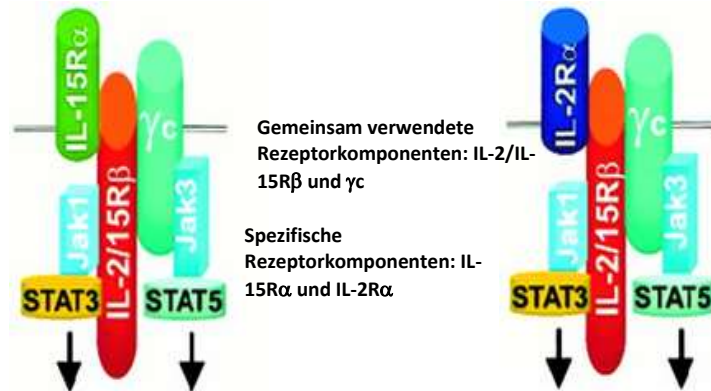 IL-15Rα
γc
IL-2/15Rβ
Jak1
Jak3
STAT3
STAT5
Gemeinsam verwendete
Rezeptorkomponenten: IL-2/IL-
15Rβ und γc
Spezifische
Rezeptorkomponenten: IL-
15Rα und IL-2Rα
IL-2Rα
γc
IL-2/15Rβ
Jak1
Jak3
STAT3
STAT5